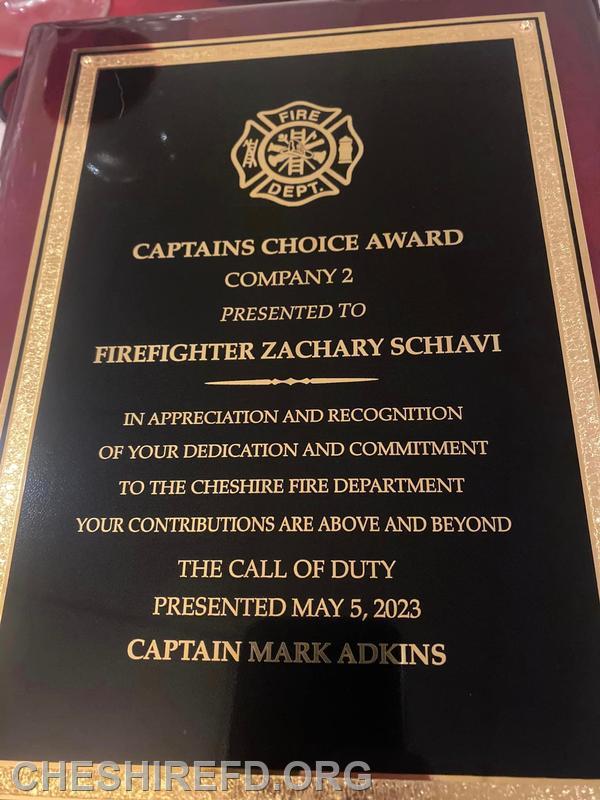 FIRE
DEPT.
CAPTAINS CHOICE AWARD
COMPANY 2
PRESENTED TO
FIREFIGHTER ZACHARY SCHIAVI
IN APPRECIATION AND RECOGNITION
OF YOUR DEDICATION AND COMMITMENT
TO THE CHESHIRE FIRE DEPARTMENT
YOUR CONTRIBUTIONS ARE ABOVE AND BEYOND
THE CALL OF DUTY
PRESENTED MAY 5, 2023
CAPTAIN MARK ADKINS
CHESHIREFD.ORG